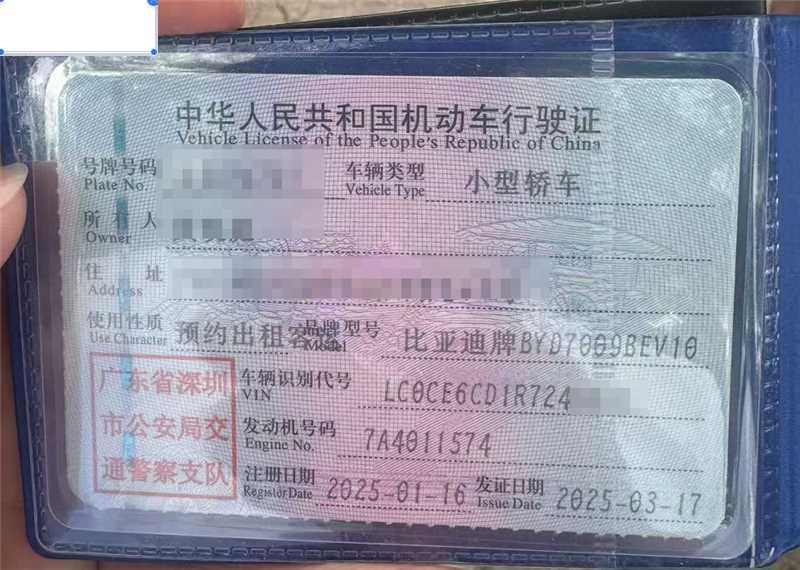 中华人民共和国机动车行驶证
Vehicle License of the People's Republic of China
号牌号码
Plate No.
车辆类型 小型轿车
Vehicle Type
所有人
Owner
住址
Address
使用性质 预约出租客 品牌型号 比亚迪牌BYD7009BEV10
Use Character Model
广东省深圳
市公安局交
通警察支队
车辆识别代号 LC0CE6CD1R724
VIN
发动机号码 7A4011574
Engine No.
注册日期 2025-01-16 发证日期 2025-03-17
Register Date Issue Date